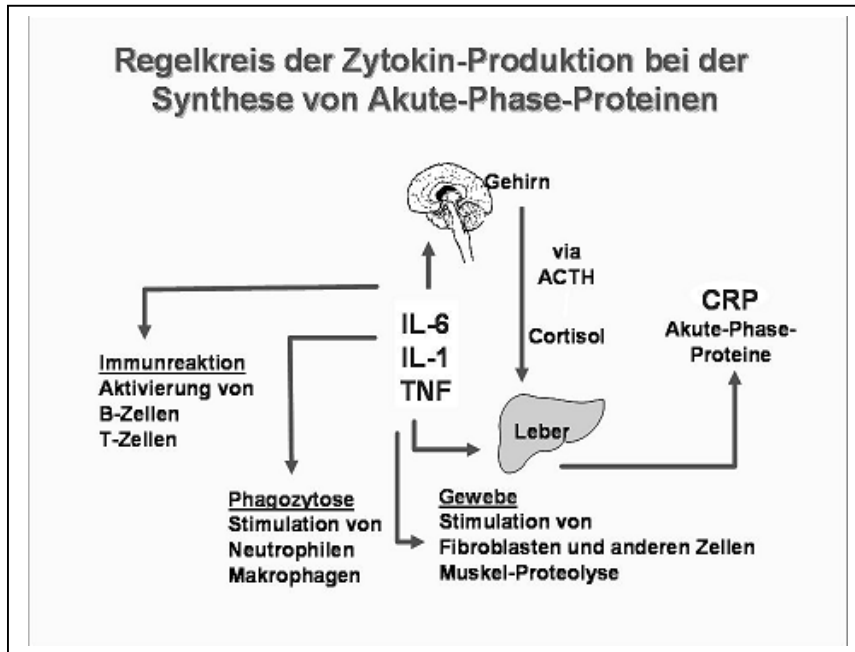 Regelkreis der Zytokin-Produktion bei der
Synthese von Akute-Phase-Proteinen
Gehirn
via
ACTH
Cortisol
CRP
Akute-Phase-
Proteine
IL-6
IL-1
TNF
Immunreaktion
Aktivierung von
B-Zellen
T-Zellen
Leber
Phagozytose
Stimulation von
Neutrophilen
Makrophagen
Gewebe
Stimulation von
Fibroblasten und anderen Zellen
Muskel-Proteolyse